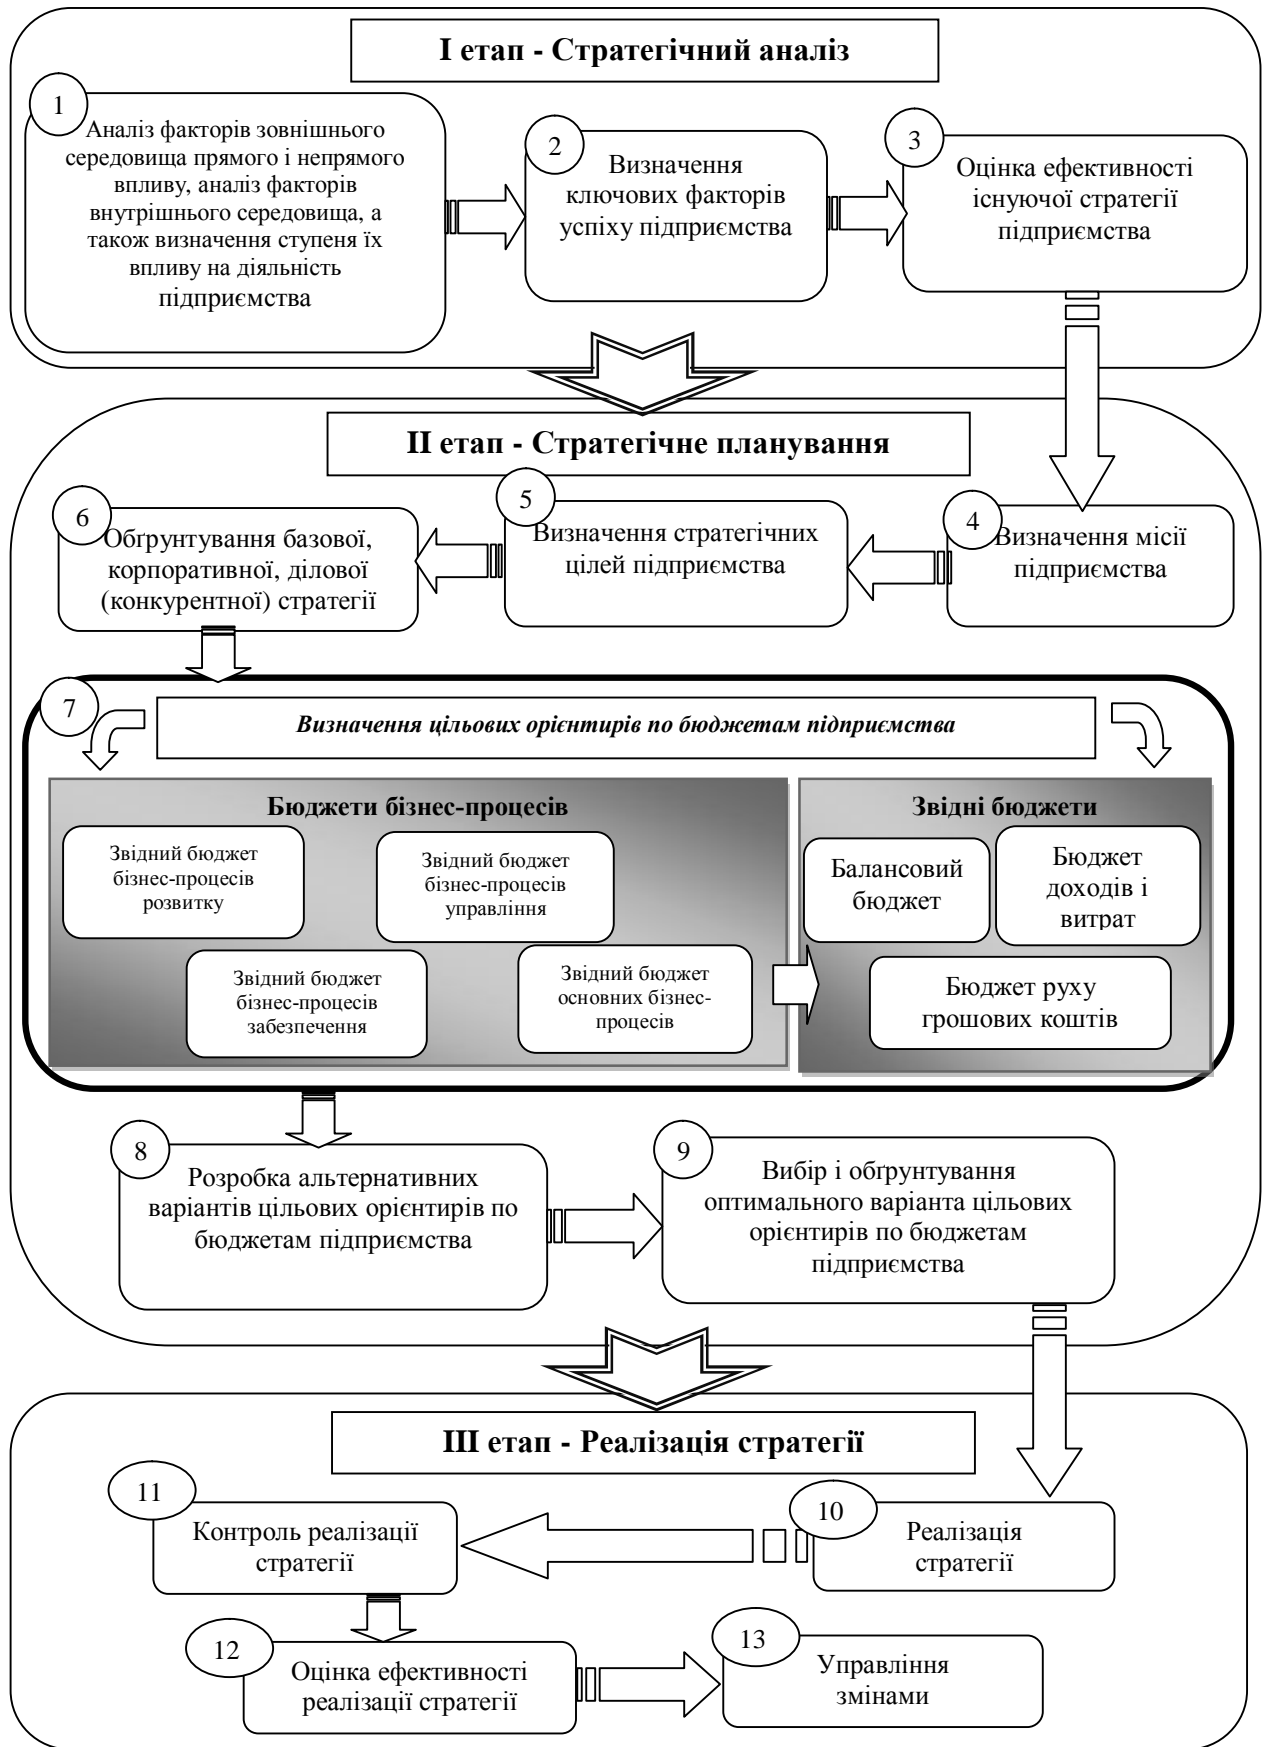 І етап - Стратегічний аналіз
1
Аналіз факторів зовнішнього
середовища прямого і непрямого
впливу, аналіз факторів
внутрішнього середовища, а
також визначення ступеня їх
впливу на діяльність
підприємства
2
Визначення
ключових факторів
успіху підприємства
3
Оцінка ефективності
існуючої стратегії
підприємства
ІІ етап - Стратегічне планування
4
Визначення місії
підприємства
5
Визначення стратегічних
цілей підприємства
6
Обґрунтування базової,
корпоративної, ділової
(конкурентної) стратегії
7
Визначення цільових орієнтирів по бюджетам підприємства
Бюджети бізнес-процесів
Звідний бюджет
бізнес-процесів
розвитку
Звідний бюджет
бізнес-процесів
управління
Звідний бюджет
бізнес-процесів
забезпечення
Звідний бюджет
основних бізнес-
процесів
Звідні бюджети
Балансовий
бюджет
Бюджет
доходів і
витрат
Бюджет руху
грошових коштів
8
Розробка альтернативних
варіантів цільових орієнтирів по
бюджетам підприємства
9
Вибір і обґрунтування
оптимального варіанта цільових
орієнтирів по бюджетам
підприємства
ІІІ етап - Реалізація стратегії
10
Реалізація
стратегії
11
Контроль реалізації
стратегії
12
Оцінка ефективності
реалізації стратегії
13
Управління
змінами